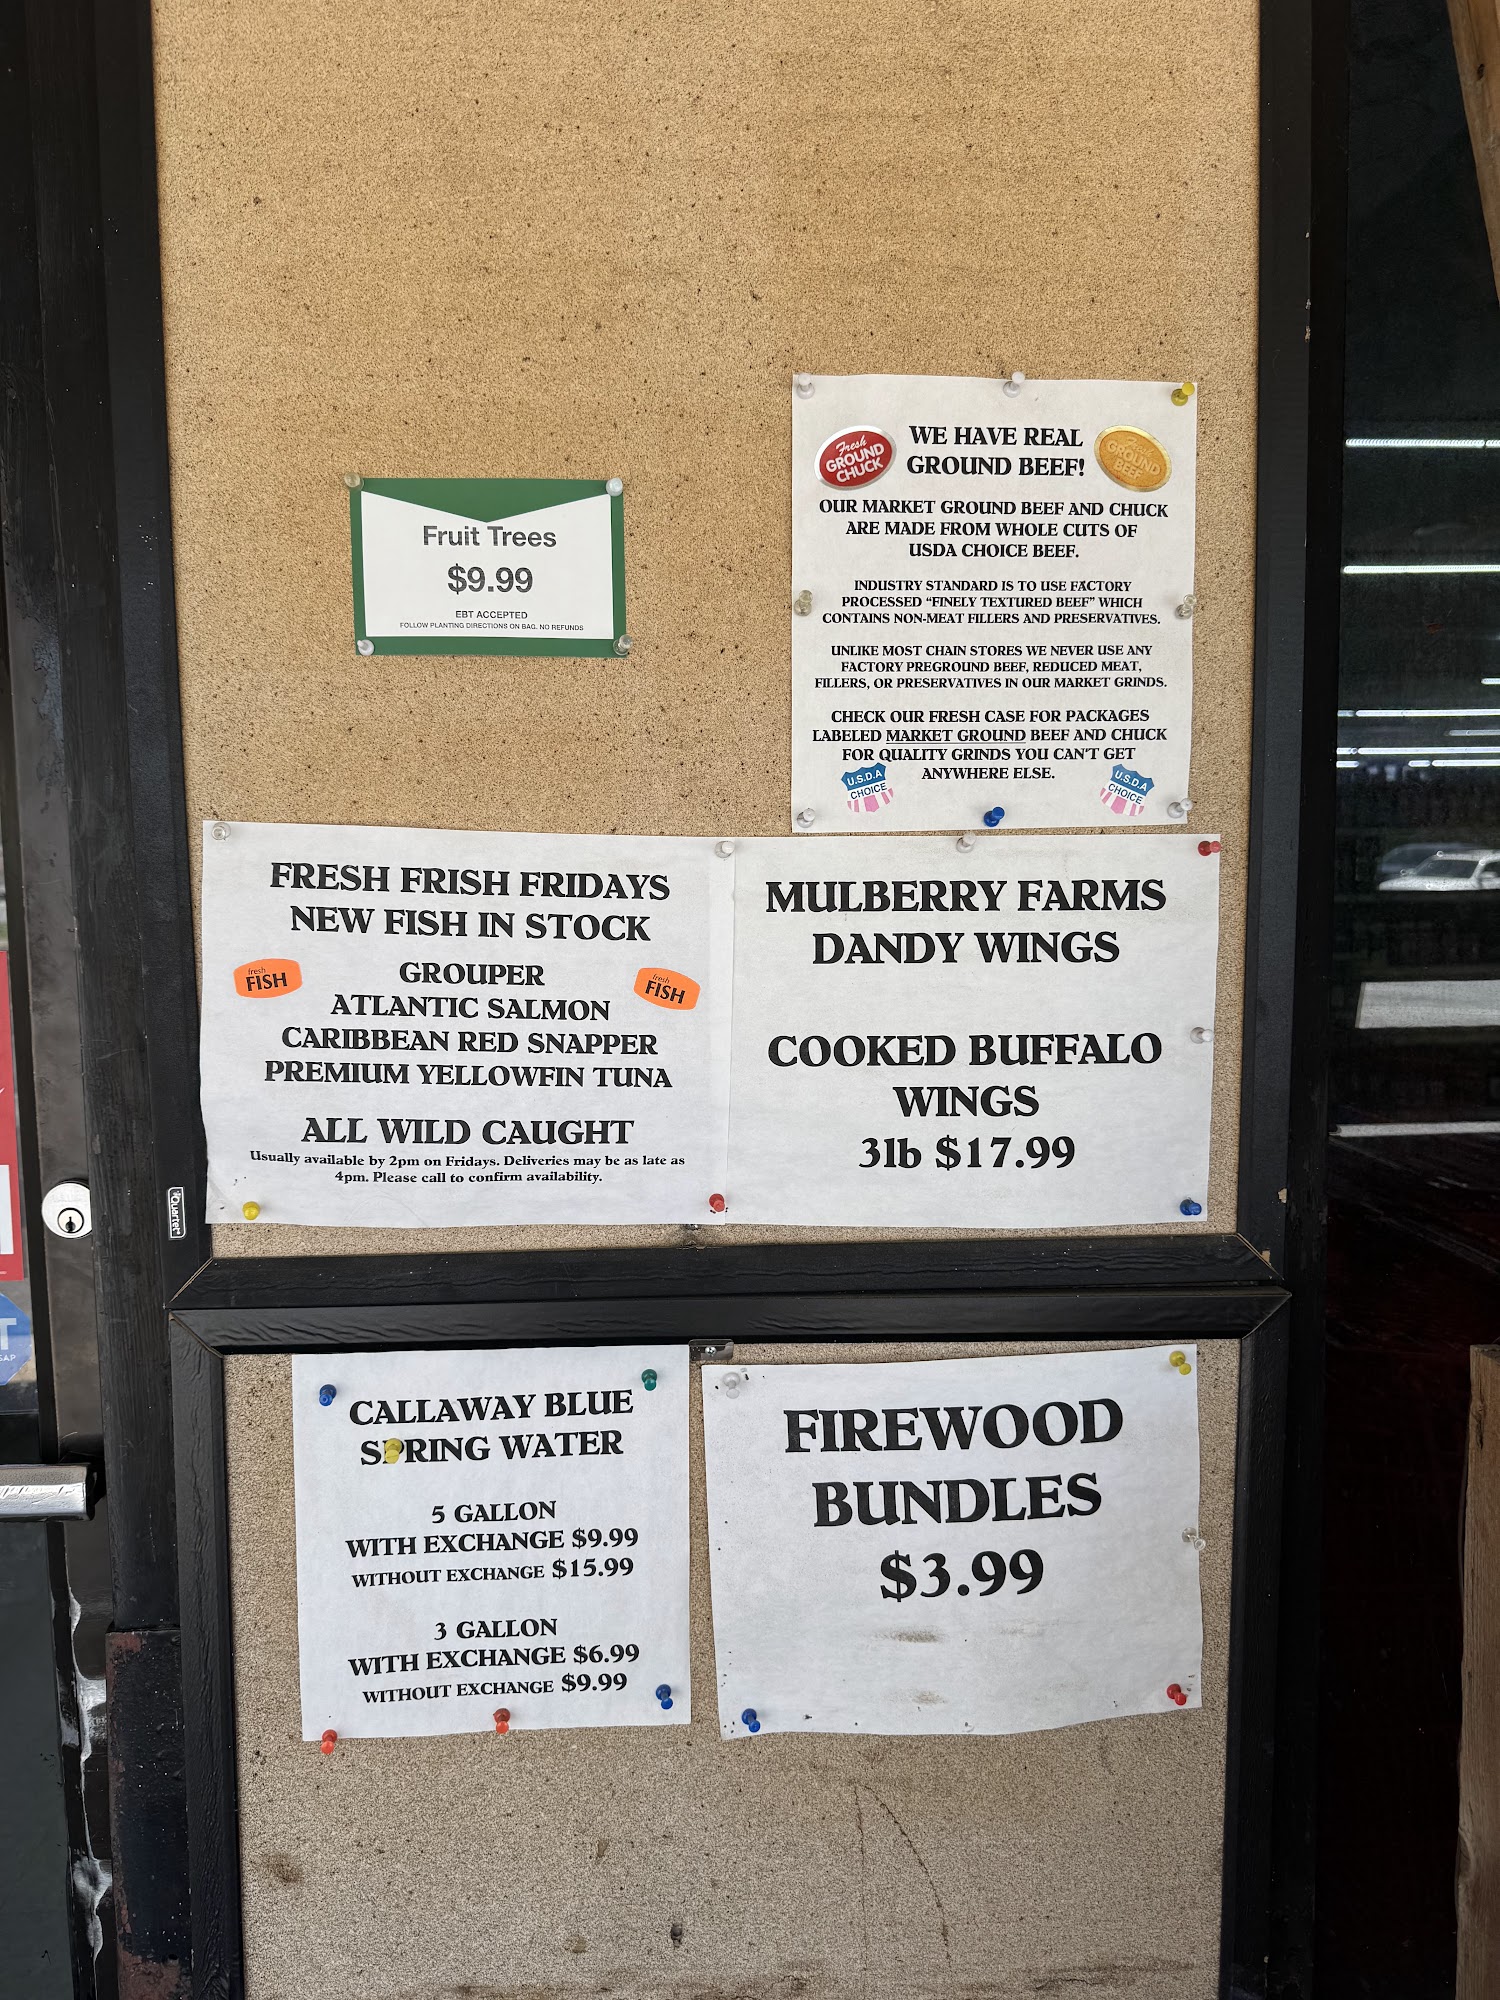 Fruit Trees
$9.99
EBT ACCEPTED
FOLLOW PLANTING DIRECTIONS ON BAG. NO REFUNDS
Fresh
GROUND
CHUCK
WE HAVE REAL
GROUND BEEF!
Fresh
GROUND
BEEF
OUR MARKET GROUND BEEF AND CHUCK
ARE MADE FROM WHOLE CUTS OF
USDA CHOICE BEEF.
INDUSTRY STANDARD IS TO USE FACTORY
PROCESSED “FINELY TEXTURED BEEF” WHICH
CONTAINS NON-MEAT FILLERS AND PRESERVATIVES.
UNLIKE MOST CHAIN STORES WE NEVER USE ANY
FACTORY PREGROUND BEEF, REDUCED MEAT,
FILLERS, OR PRESERVATIVES IN OUR MARKET GRINDS.
CHECK OUR FRESH CASE FOR PACKAGES
LABELED MARKET GROUND BEEF AND CHUCK
FOR QUALITY GRINDS YOU CAN'T GET
ANYWHERE ELSE.
U.S.D.A
CHOICE
U.S.D.A
CHOICE
FRESH FRISH FRIDAYS
NEW FISH IN STOCK
fresh
FISH
fresh
FISH
GROUPER
ATLANTIC SALMON
CARIBBEAN RED SNAPPER
PREMIUM YELLOWFIN TUNA
ALL WILD CAUGHT
Usually available by 2pm on Fridays. Deliveries may be as late as
4pm. Please call to confirm availability.
MULBERRY FARMS
DANDY WINGS
COOKED BUFFALO
WINGS
3lb $17.99
Quartet
CALLAWAY BLUE
SPRING WATER
5 GALLON
WITH EXCHANGE $9.99
WITHOUT EXCHANGE $15.99
3 GALLON
WITH EXCHANGE $6.99
WITHOUT EXCHANGE $9.99
FIREWOOD
BUNDLES
$3.99